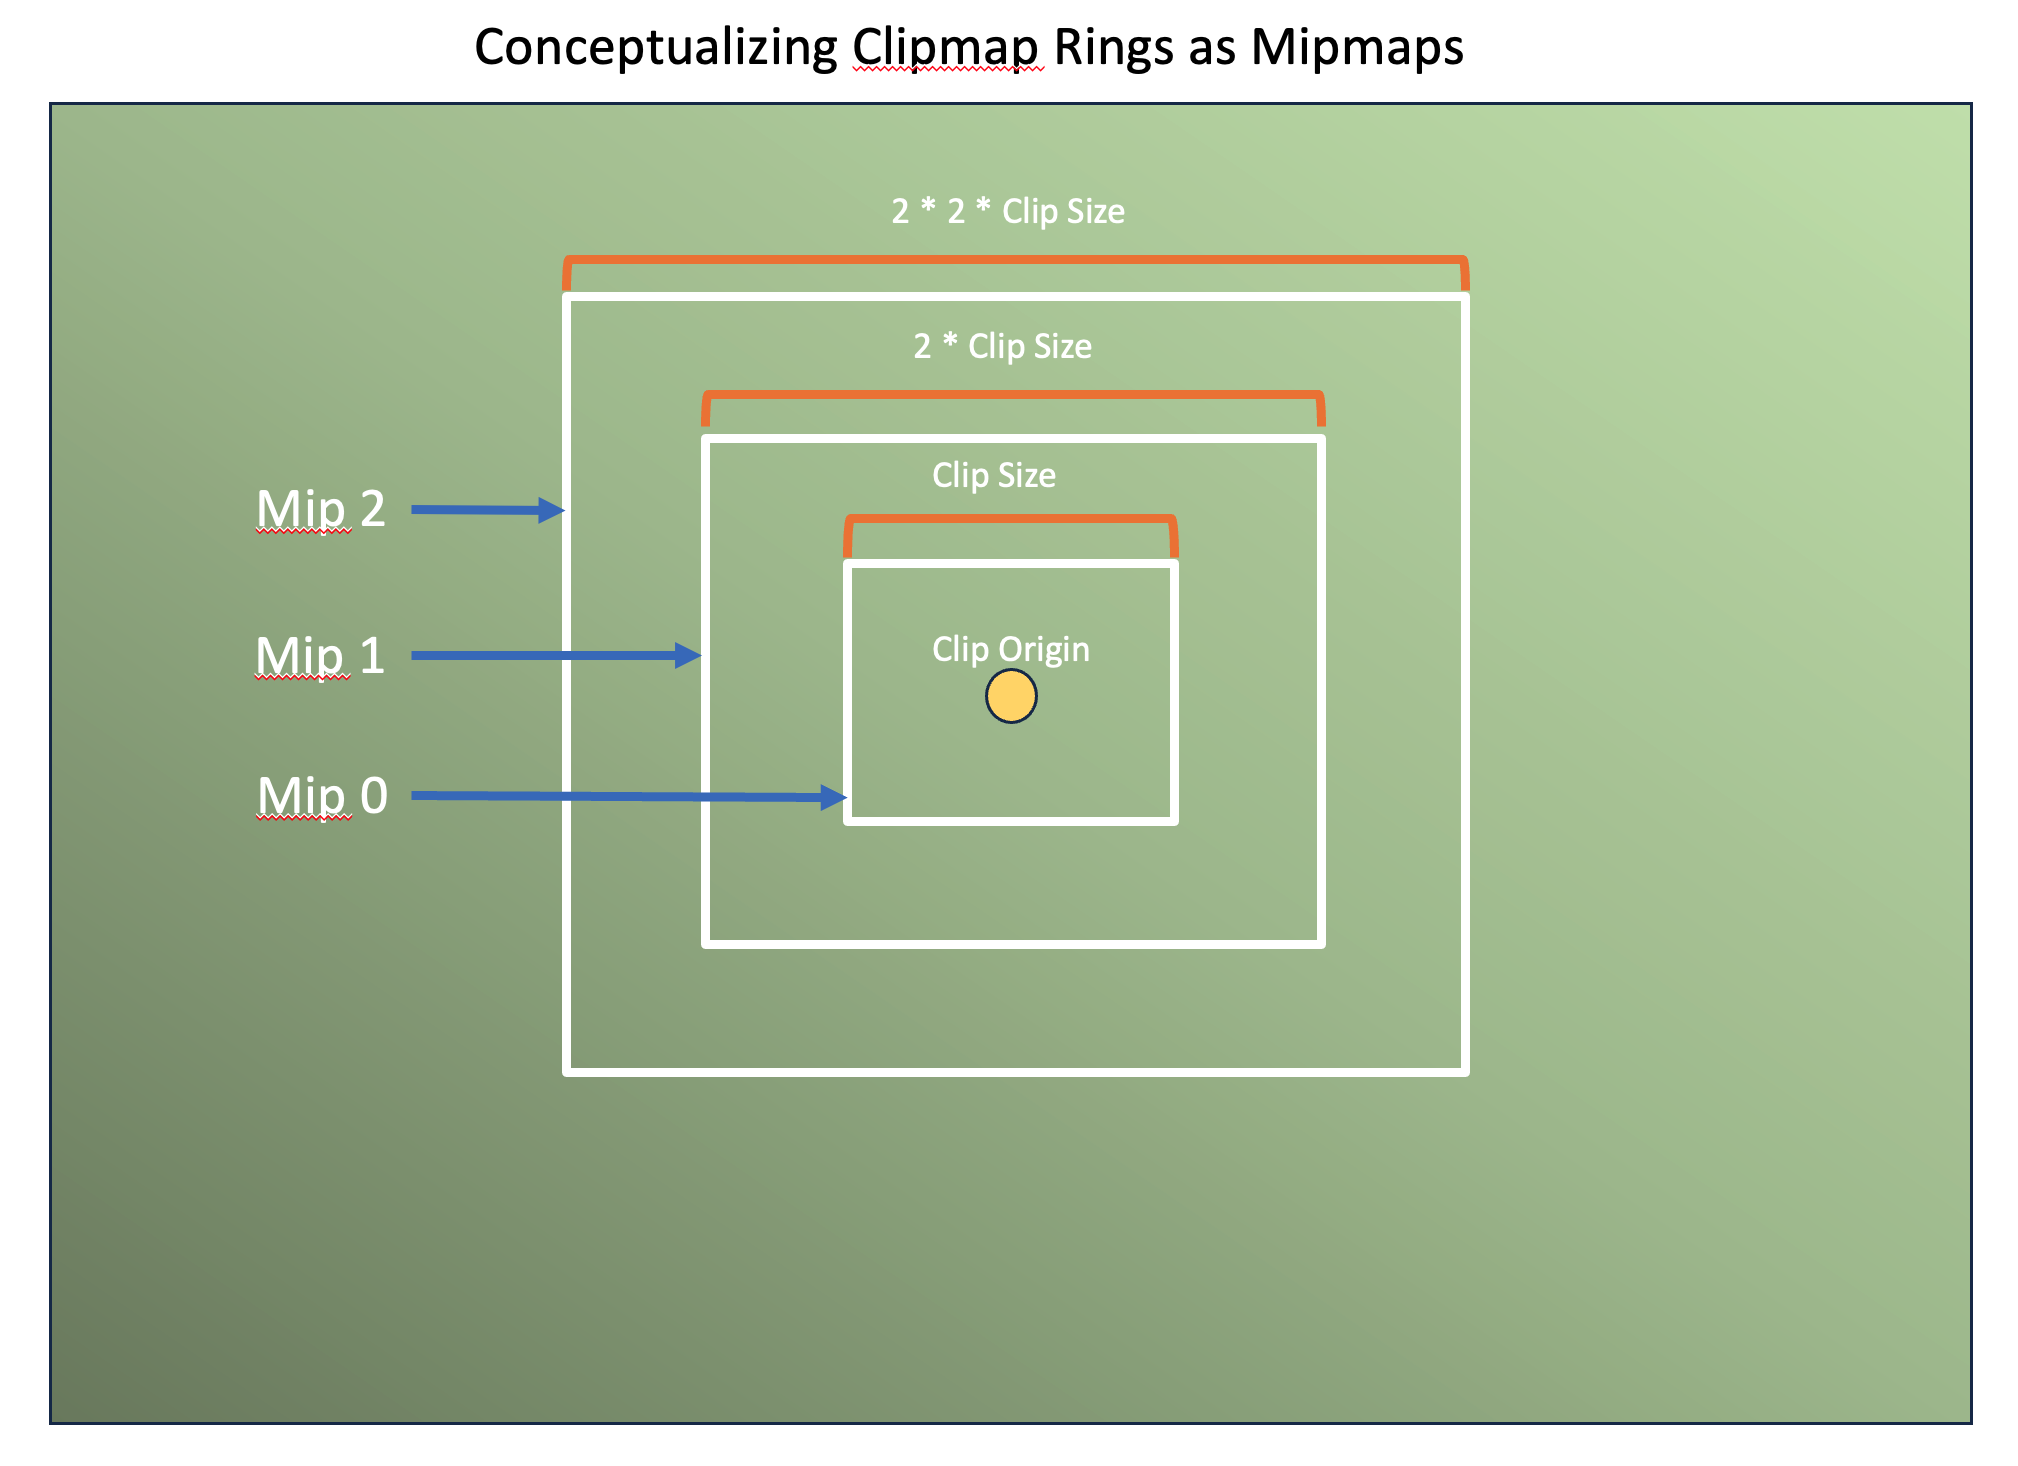 Conceptualizing Clipmap Rings as Mipmaps
2 * 2 * Clip Size
2 * Clip Size
Clip Size
Mip 2
Clip Origin
Mip 1
Mip 0